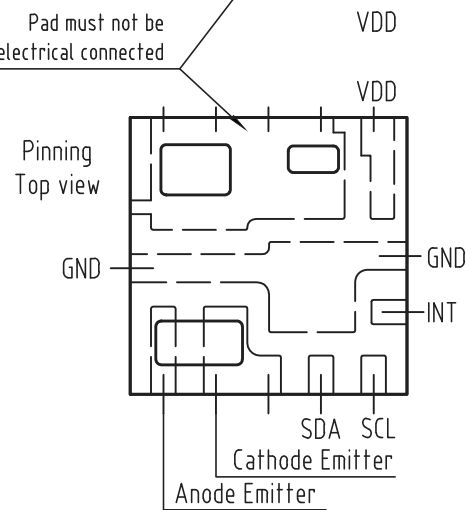 Pad must not be
electrical connected
VDD
VDD
Pinning
Top view
GND
GND
INT
SDA SCL
Cathode Emitter
Anode Emitter